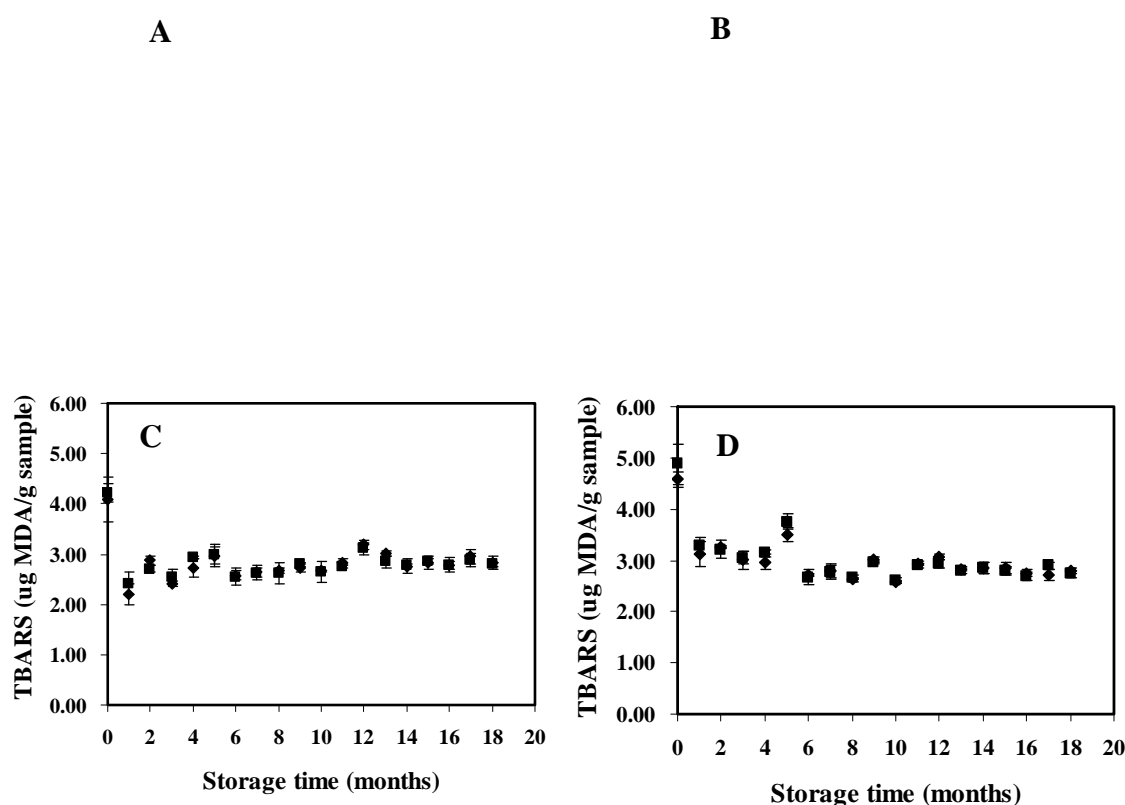 A
B
TBARS (ug MDA/g sample)
6.00
5.00
4.00
3.00
2.00
1.00
0.00
C
0 2 4 6 8 10 12 14 16 18 20
Storage time (months)
TBARS (ug MDA/g sample)
6.00
5.00
4.00
3.00
2.00
1.00
0.00
D
0 2 4 6 8 10 12 14 16 18 20
Storage time (months)